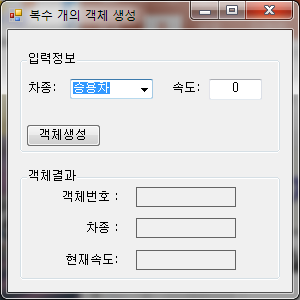 복수 개의 객체 생성
입력정보
차종: 승용차 속도: 0
객체생성
객체결과
객체번호 :
차종 :
현재속도: